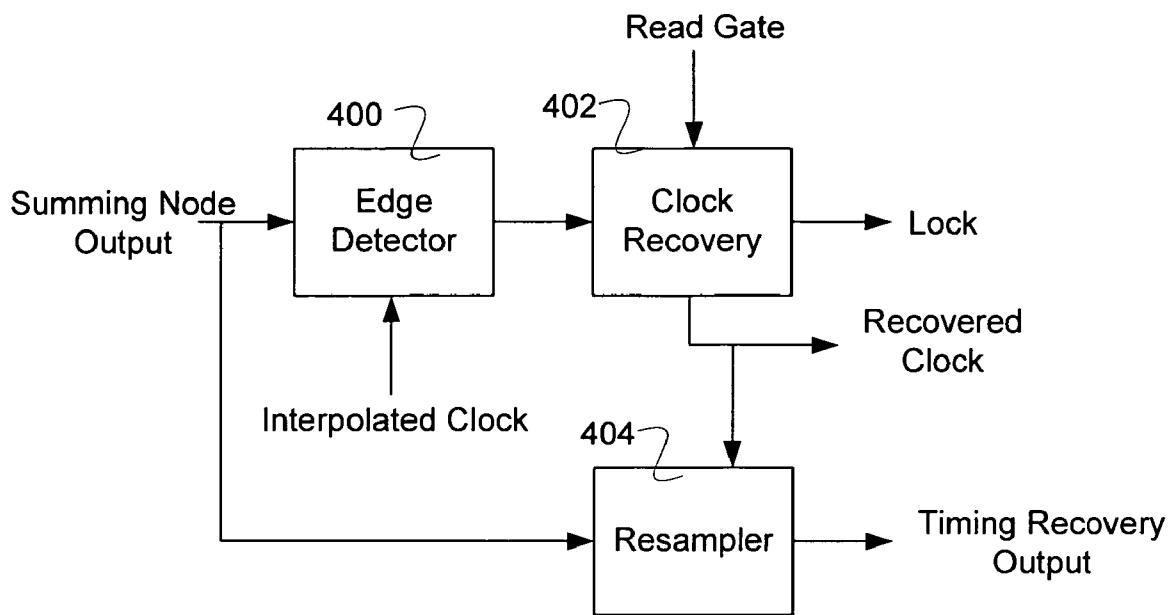 Read Gate
400
402
Summing Node
Output
Edge
Detector
Clock
Recovery
Lock
Recovered
Clock
Interpolated Clock
404
Resampler
Timing Recovery
Output